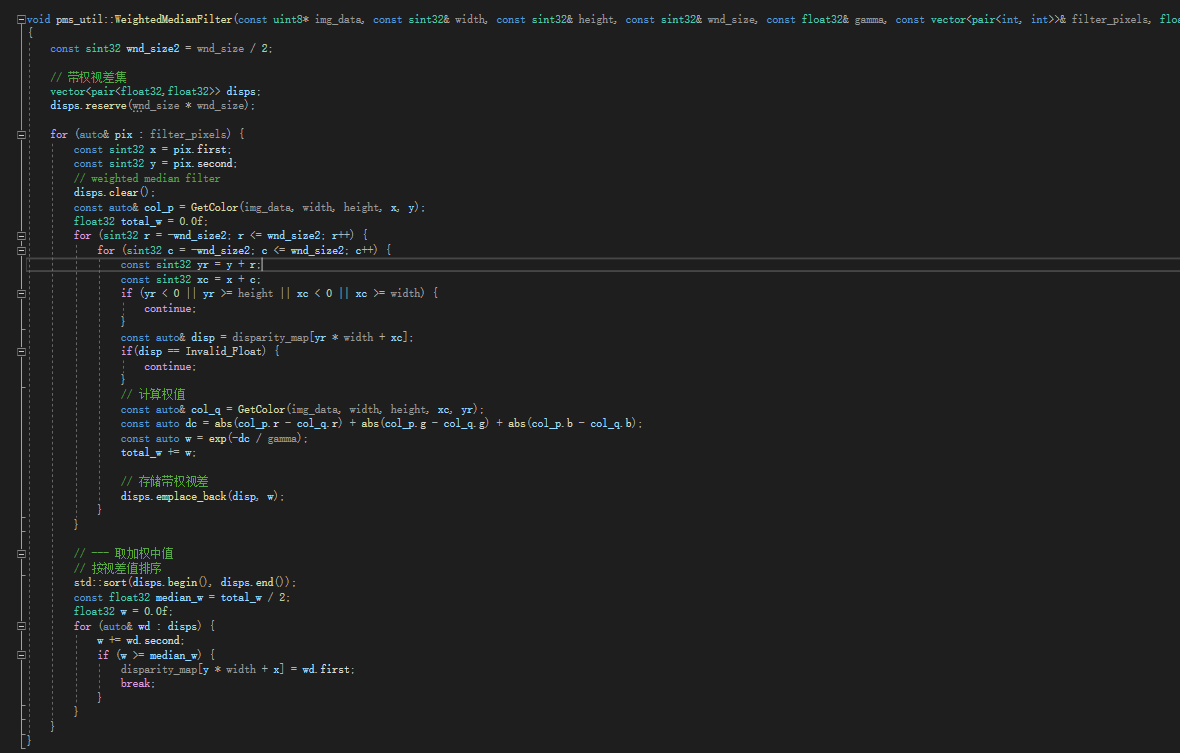 void pms_util::WeightedMedianFilter(const uint8* img_data, const sint32& width, const sint32& height, const sint32& wnd_size, const float32& gamma, const vector<pair<int, int>>& filter_pixels,
{
const sint32 wnd_size2 = wnd_size / 2;
// 带权视差集
vector<pair<float32,float32>> disps;
disps.reserve(wnd_size * wnd_size);
for (auto& pix : filter_pixels) {
const sint32 x = pix.first;
const sint32 y = pix.second;
// weighted median filter
disps.clear();
const auto& col_p = GetColor(img_data, width, height, x, y);
float32 total_w = 0.0f;
for (sint32 r = -wnd_size2; r <= wnd_size2; r++) {
for (sint32 c = -wnd_size2; c <= wnd_size2; c++) {
const sint32 yr = y + r;
const sint32 xc = x + c;
if (yr < 0 || yr >= height || xc < 0 || xc >= width) {
continue;
}
const auto& disp = disparity_map[yr * width + xc];
if(disp == Invalid_Float) {
continue;
}
// 计算权值
const auto& col_q = GetColor(img_data, width, height, xc, yr);
const auto dc = abs(col_p.r - col_q.r) + abs(col_p.g - col_q.g) + abs(col_p.b - col_q.b);
const auto w = exp(-dc / gamma);
total_w += w;
// 存储带权视差
disps.emplace_back(disp, w);
}
}
// --- 取加权中值
// 按视差值排序
std::sort(disps.begin(), disps.end());
const float32 median_w = total_w / 2;
float32 w = 0.0f;
for (auto& wd : disps) {
w += wd.second;
if (w >= median_w) {
disparity_map[y * width + x] = wd.first;
break;
}
}
}
}